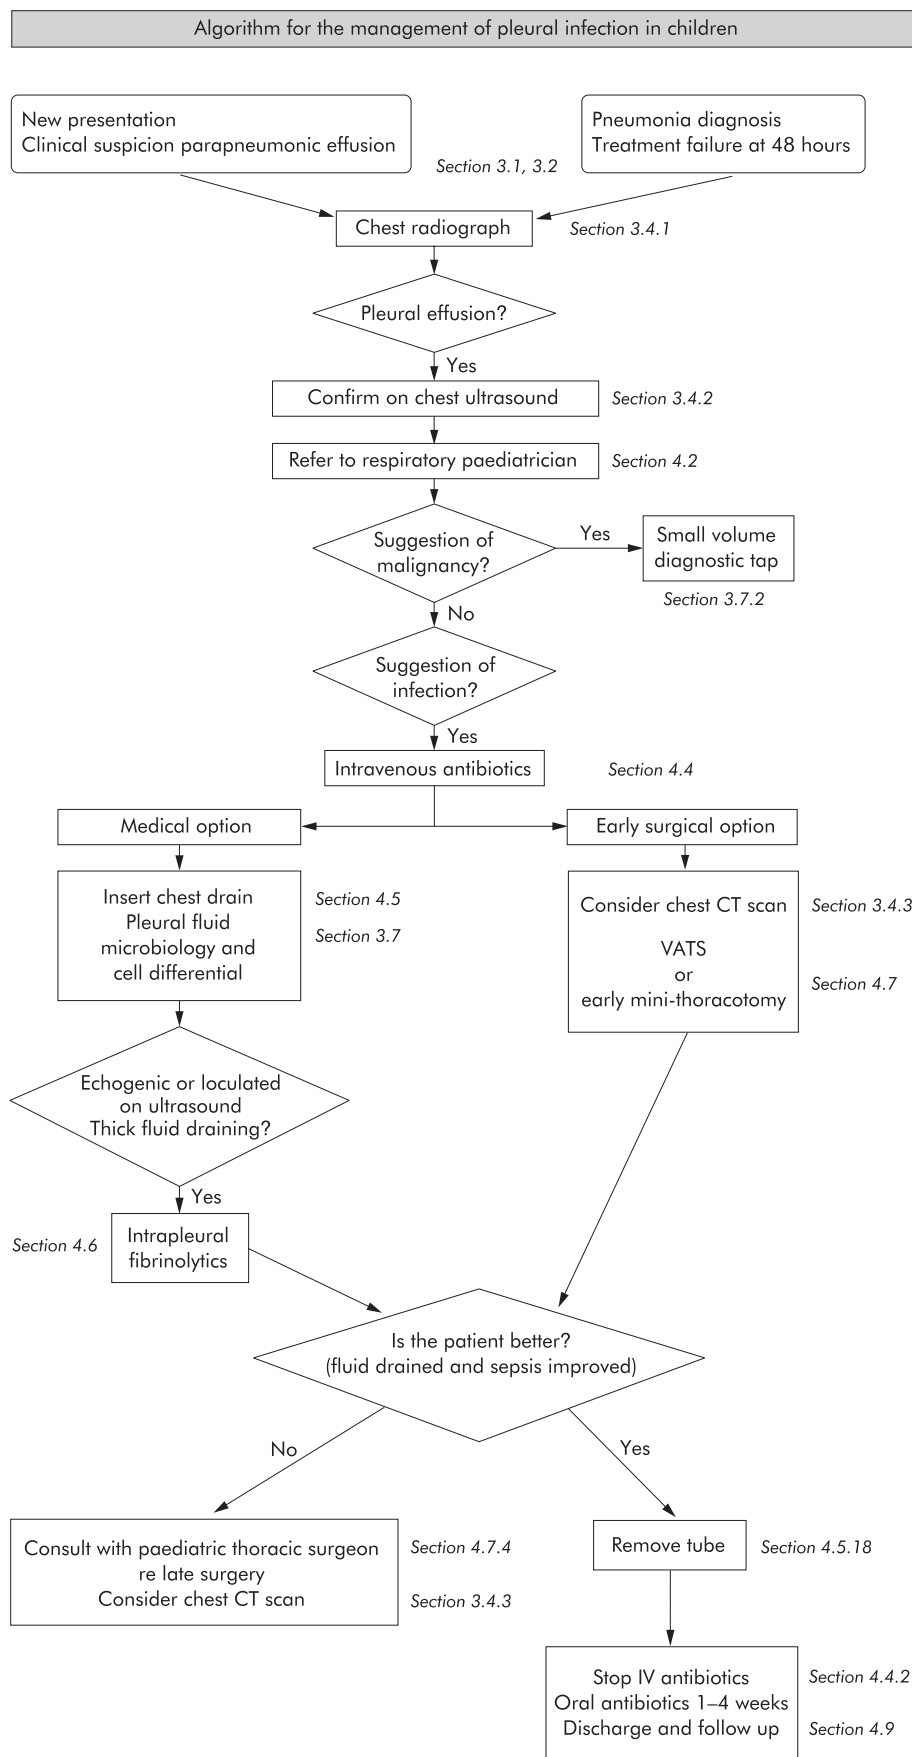 Algorithm for the management of pleural infection in children
New presentation
Clinical suspicion parapneumonic effusion
Pneumonia diagnosis
Treatment failure at 48 hours
Section 3.1, 3.2
Chest radiograph
Section 3.4.1
Pleural effusion?
Yes
Confirm on chest ultrasound
Section 3.4.2
Refer to respiratory paediatrician
Section 4.2
Suggestion of
malignancy?
Yes
Small volume
diagnostic tap
Section 3.7.2
No
Suggestion of
infection?
Yes
Intravenous antibiotics
Section 4.4
Medical option
Early surgical option
Insert chest drain
Pleural fluid
microbiology and
cell differential
Section 4.5
Section 3.7
Consider chest CT scan
VATS
or
early mini-thoracotomy
Section 3.4.3
Section 4.7
Echogenic or loculated
on ultrasound
Thick fluid draining?
Yes
Section 4.6
Intrapleural
fibrinolytics
Is the patient better?
(fluid drained and sepsis improved)
No
Yes
Consult with paediatric thoracic surgeon
re late surgery
Consider chest CT scan
Section 4.7.4
Section 3.4.3
Remove tube
Section 4.5.18
Stop IV antibiotics
Oral antibiotics 1–4 weeks
Discharge and follow up
Section 4.4.2
Section 4.9